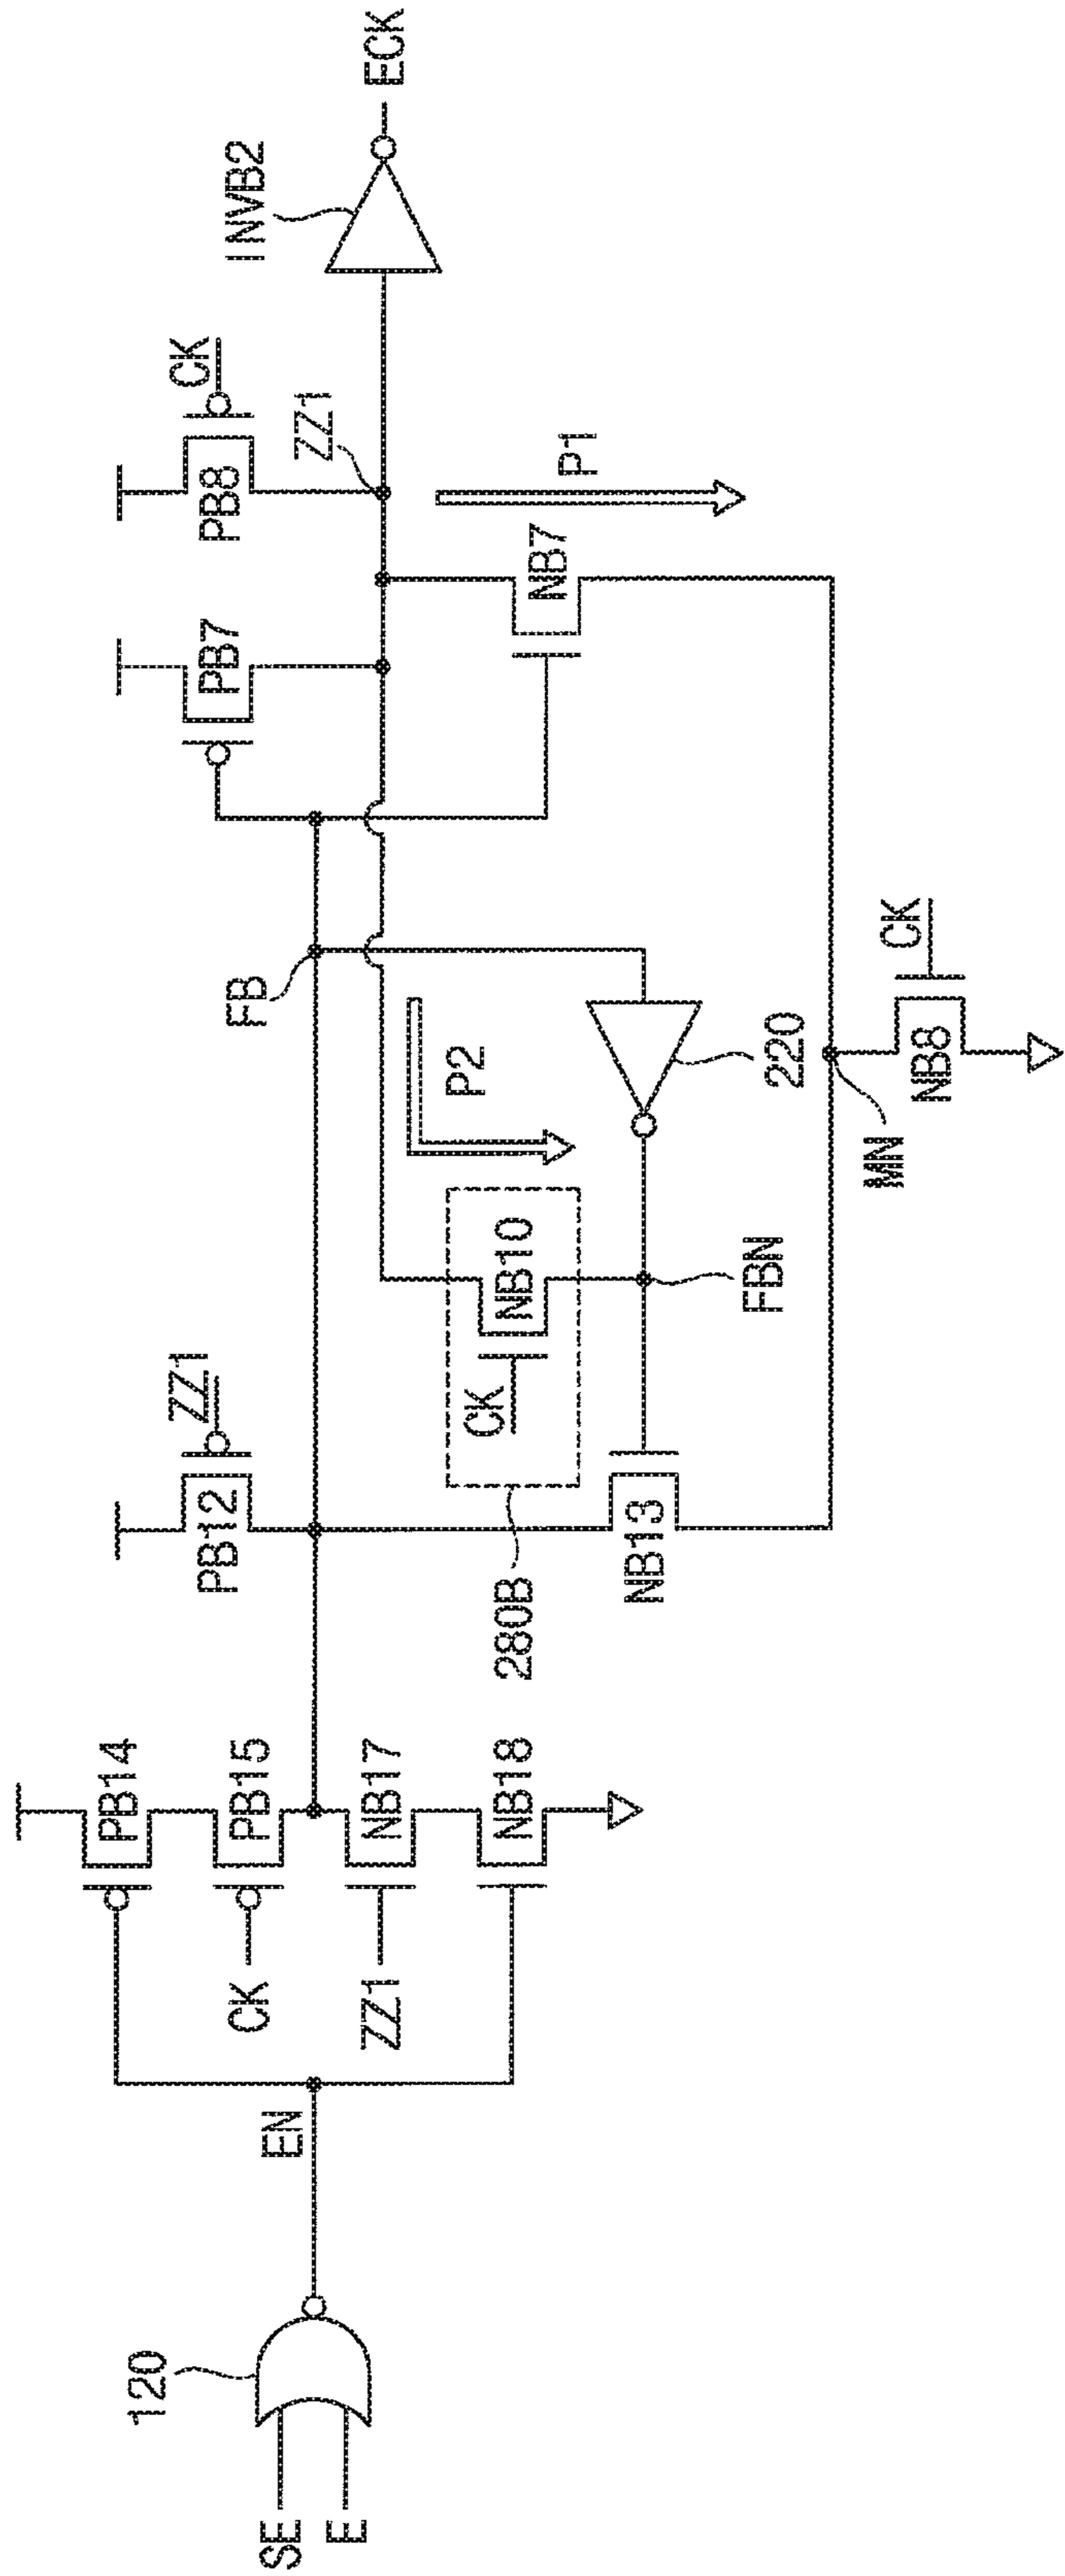 SE
E
120
EN
CK
ZZ1
PB14
PB15
NB17
NB18
PB12
ZZ1
280B
CK
NB10
NB13
FBN
P2
220
FB
MN
NB8
CK
PB7
NB7
PB8
CK
ZZ1
P1
INVB2
ECK